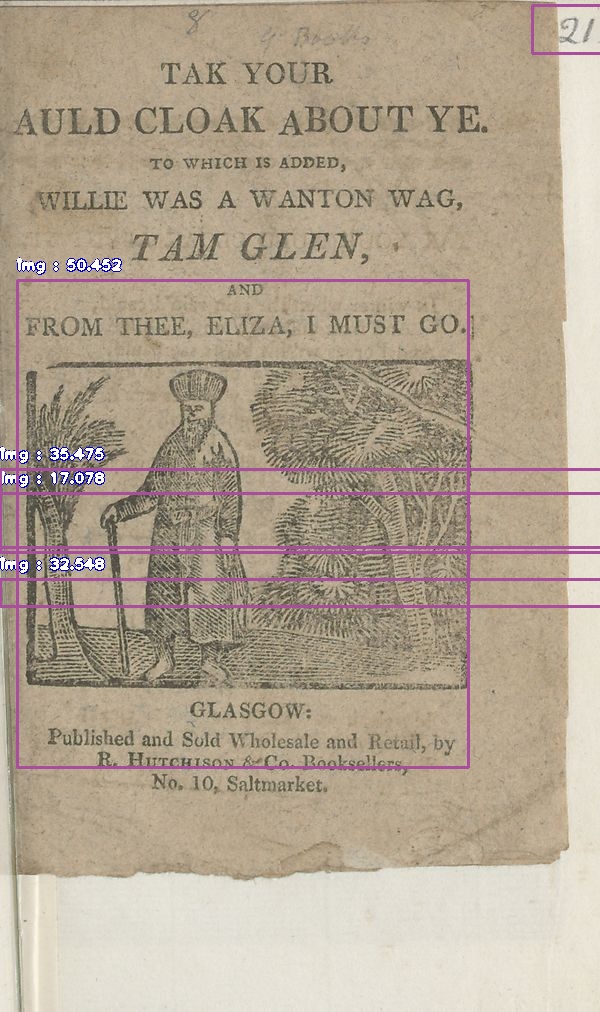 8
4 Books
21
TAK YOUR
AULD CLOAK ABOUT YE.
TO WHICH IS ADDED,
WILLIE WAS A WANTON WAG,
TAM GLEN,
img : 50.452
AND
FROM THEE, ELIZA, I MUST GO.
img : 35.475
img : 17.078
img : 32.548
GLASGOW:
Published and Sold Wholesale and Retail, by
R. HUTCHISON & Co. Booksellers,
No. 10, Saltmarket.